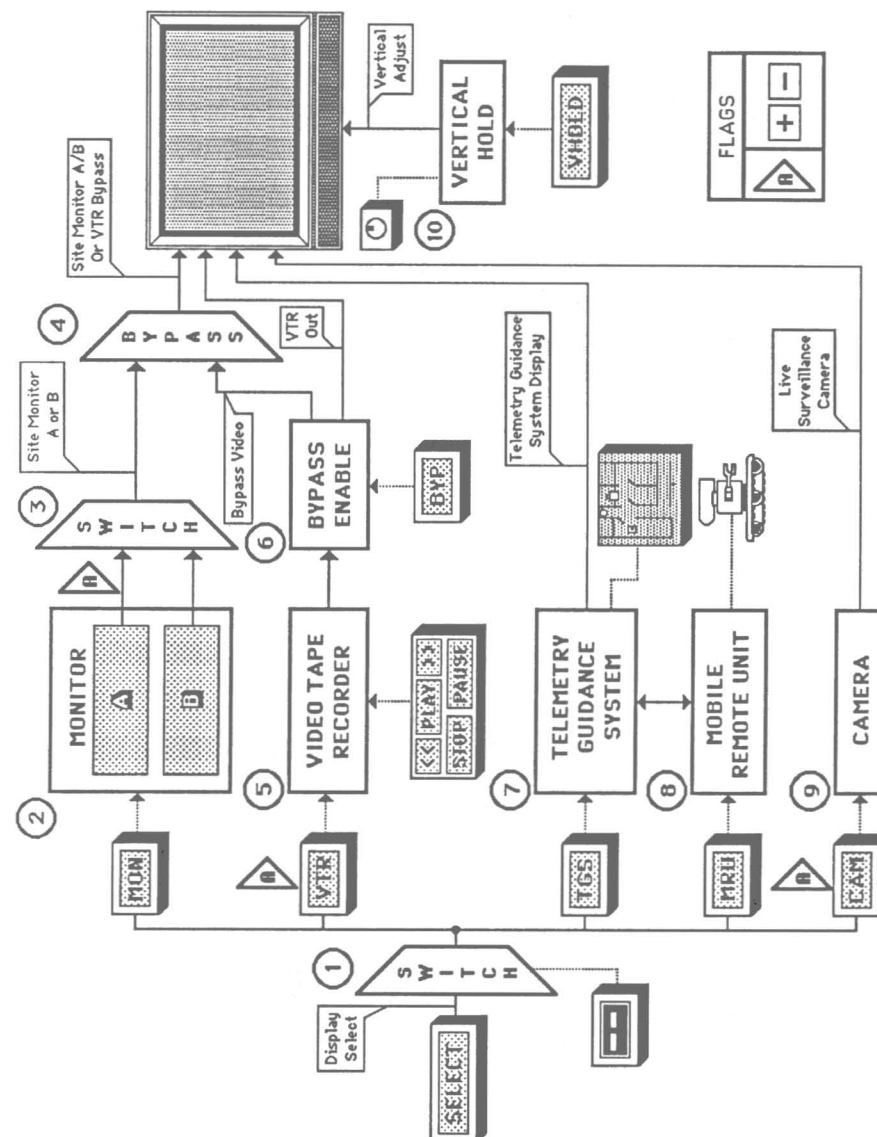 SELECT
Display
Select
1
SWITCH
MON
A
VTR
TGS
MRU
A
CAM
2
MONITOR
A
B
A
3
SWITCH
Site Monitor
A or B
4
BYPASS
Site Monitor A/B
Or VTR Bypass
5
VIDEO TAPE
RECORDER
<< PLAY >>
STOP PAUSE
6
BYPASS
ENABLE
Bypass Video
VTR
Out
BYP
7
TELEMETRY
GUIDANCE
SYSTEM
Telemetry Guidance
System Display
8
MOBILE
REMOTE UNIT
9
CAMERA
Live
Surveillance
Camera
10
VERTICAL
HOLD
Vertical
Adjust
FLAGS
A + −